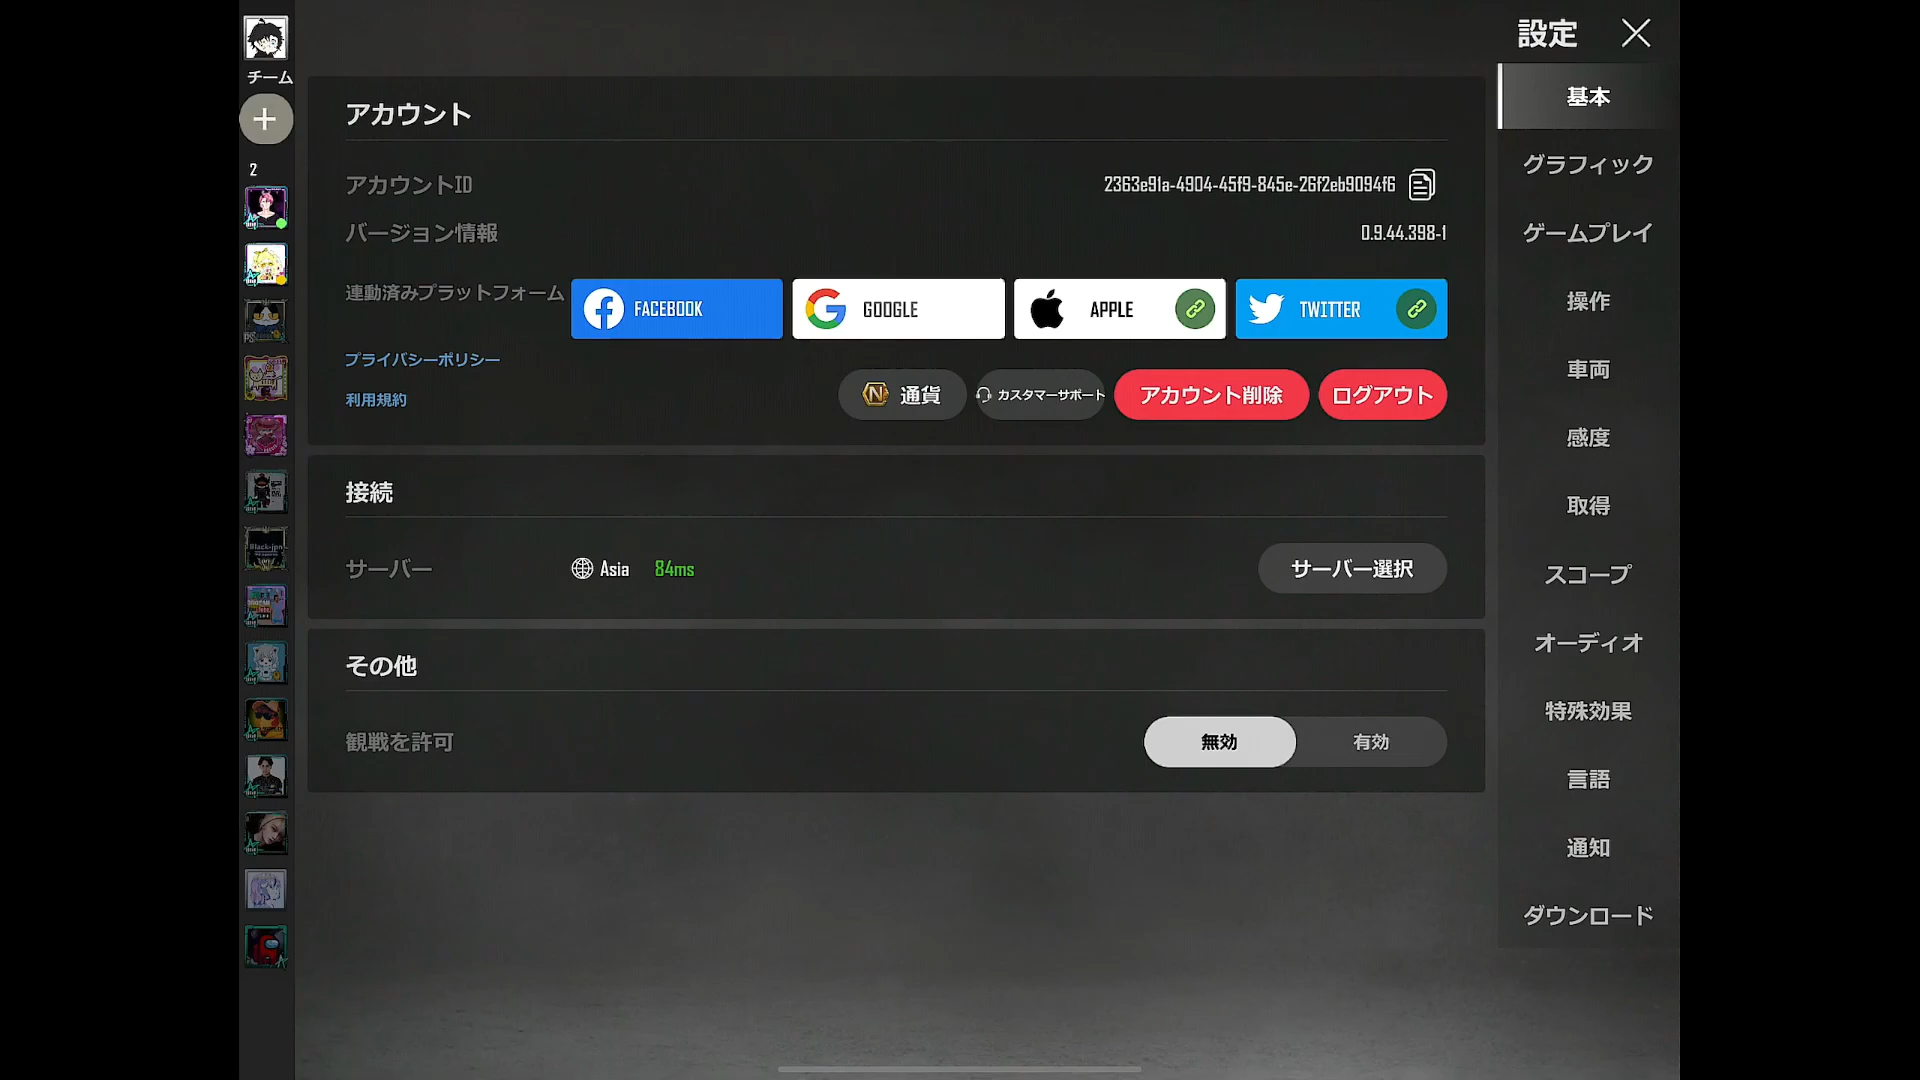 設定
チーム
2
アカウント
アカウントID
2363e91a-4904-45f9-845e-26f2eb9094f6
バージョン情報
0.9.44.398-1
連動済みプラットフォーム
FACEBOOK
GOOGLE
APPLE
TWITTER
プライバシーポリシー
利用規約
通貨
カスタマーサポート
アカウント削除
ログアウト
接続
サーバー
Asia
84ms
サーバー選択
その他
観戦を許可
無効
有効
基本
グラフィック
ゲームプレイ
操作
車両
感度
取得
スコープ
オーディオ
特殊効果
言語
通知
ダウンロード
Black-jpn